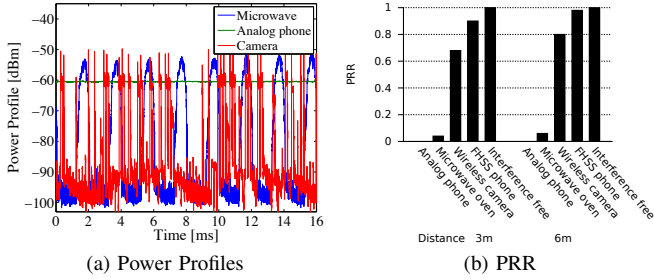 (a)
Microwave
Analog phone
Camera
Power Profile [dBm]
−40
−50
−60
−70
−80
−90
−100
0 2 4 6 8 10 12 14 16
Time [ms]
(a) Power Profiles
(b)
PRR
1
0.8
0.6
0.4
0.2
0
Analog phone
Microwave oven
Wireless camera
FHSS phone
Interference free
Analog phone
Microwave oven
Wireless camera
FHSS phone
Interference free
Distance 3m 6m
(b) PRR